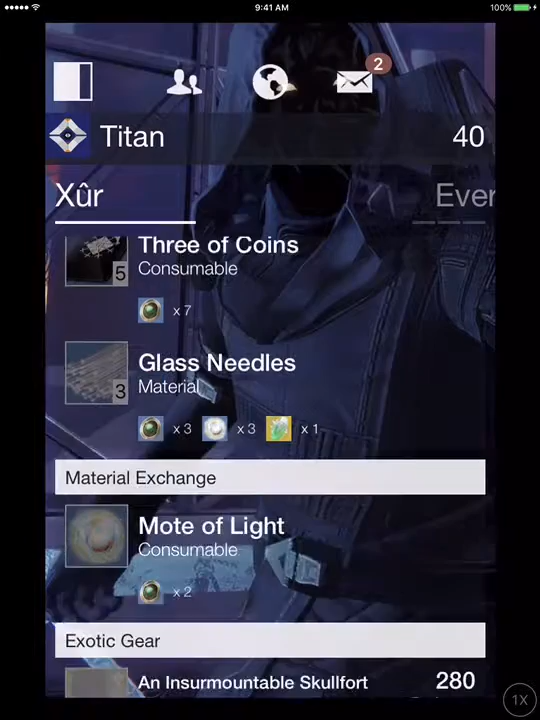 9:41 AM
100%
2
Titan
40
Xûr
Ever
Three of Coins
Consumable
5
x 7
Glass Needles
Material
3
x 3
x 3
x 1
Material Exchange
Mote of Light
Consumable
x 2
Exotic Gear
An Insurmountable Skullfort
280
1X